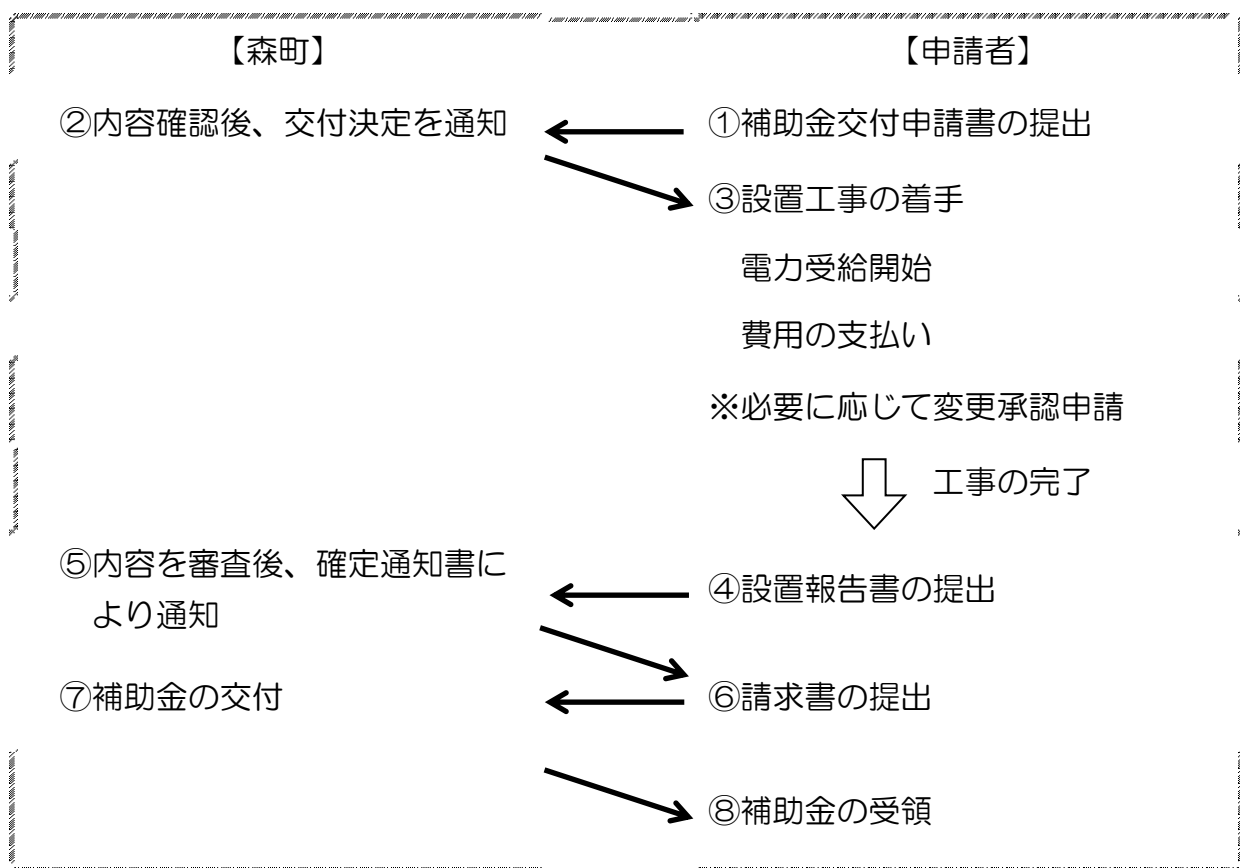 【森町】
【申請者】
②内容確認後、交付決定を通知
①補助金交付申請書の提出
③設置工事の着手
電力受給開始
費用の支払い
※必要に応じて変更承認申請
工事の完了
⑤内容を審査後、確定通知書に
より通知
④設置報告書の提出
⑦補助金の交付
⑥請求書の提出
⑧補助金の受領